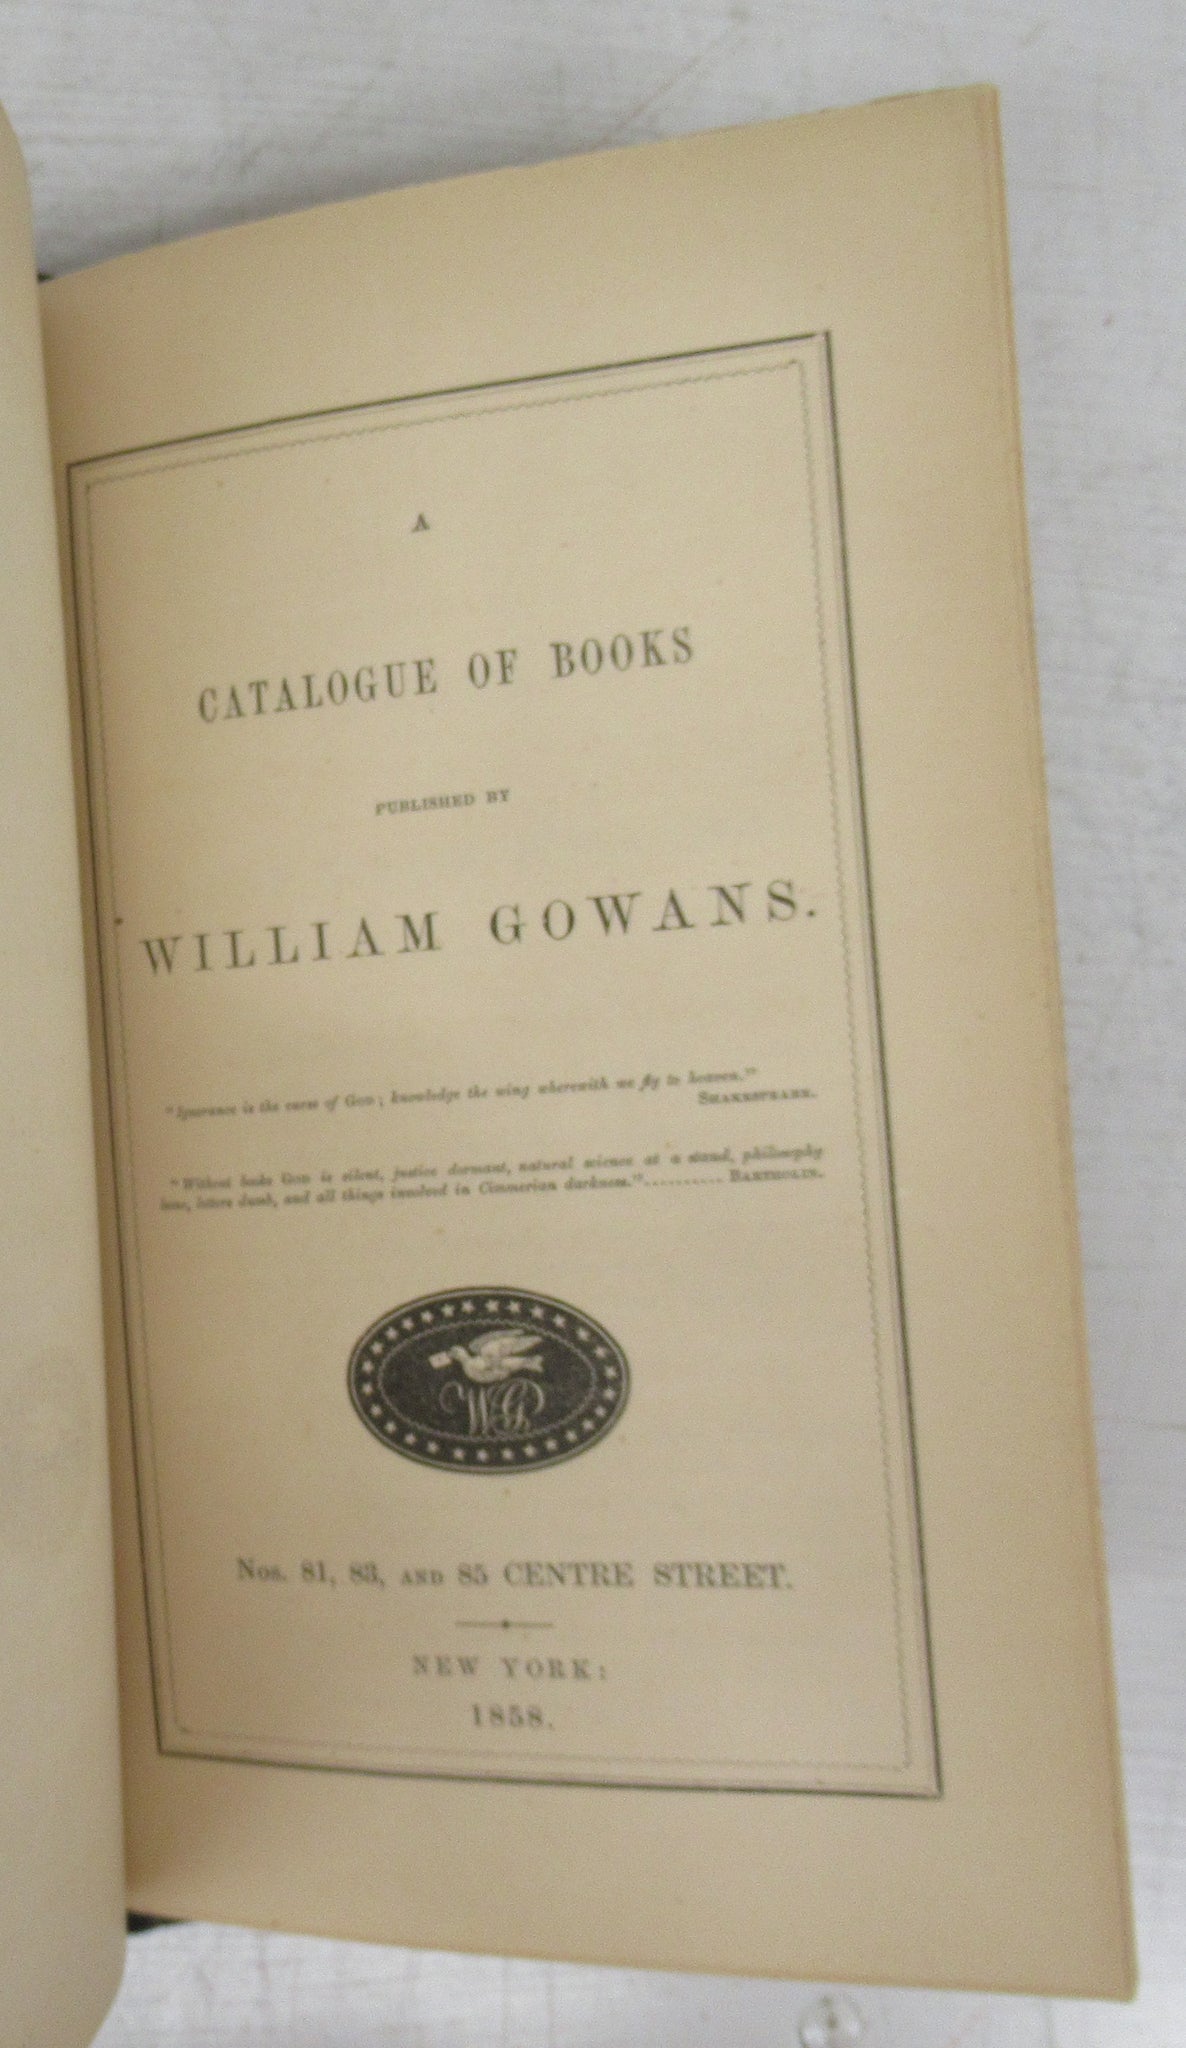 A
CATALOGUE OF BOOKS
PUBLISHED BY
WILLIAM GOWANS.
"Ignorance is the curse of GOD; knowledge the wing wherewith we fly to heaven."
SHAKESPEARE.
"Without books GOD is silent, justice dormant, natural science at a stand, philosophy
lame, letters dumb, and all things involved in Cimmerian darkness.".......... BARTHOLIN.
W.G.
Nos. 81, 83, AND 85 CENTRE STREET.
NEW YORK:
1858.